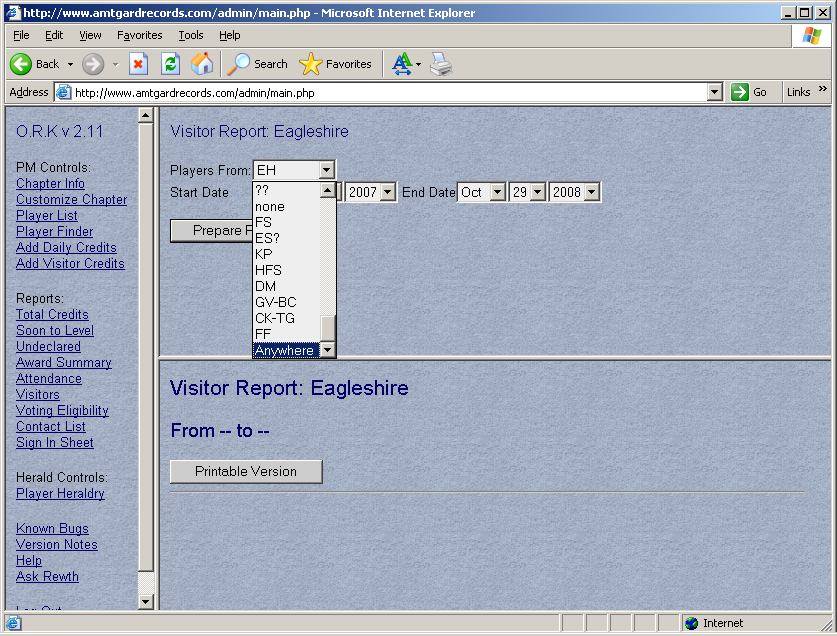 http://www.amtgardrecords.com/admin/main.php - Microsoft Internet Explorer
File Edit View Favorites Tools Help
Back Search Favorites
Address http://www.amtgardrecords.com/admin/main.php Go Links »
O.R.K v 2.11
PM Controls:
Chapter Info
Customize Chapter
Player List
Player Finder
Add Daily Credits
Add Visitor Credits
Reports:
Total Credits
Soon to Level
Undeclared
Award Summary
Attendance
Visitors
Voting Eligibility
Contact List
Sign In Sheet
Herald Controls:
Player Heraldry
Known Bugs
Version Notes
Help
Ask Rewth
Log Out
Visitor Report: Eagleshire
Players From: EH
Start Date 2007 End Date Oct 29 2008
Prepare
??
none
FS
ES?
KP
HFS
DM
GV-BC
CK-TG
FF
Anywhere
Visitor Report: Eagleshire
From -- to --
Printable Version
Internet